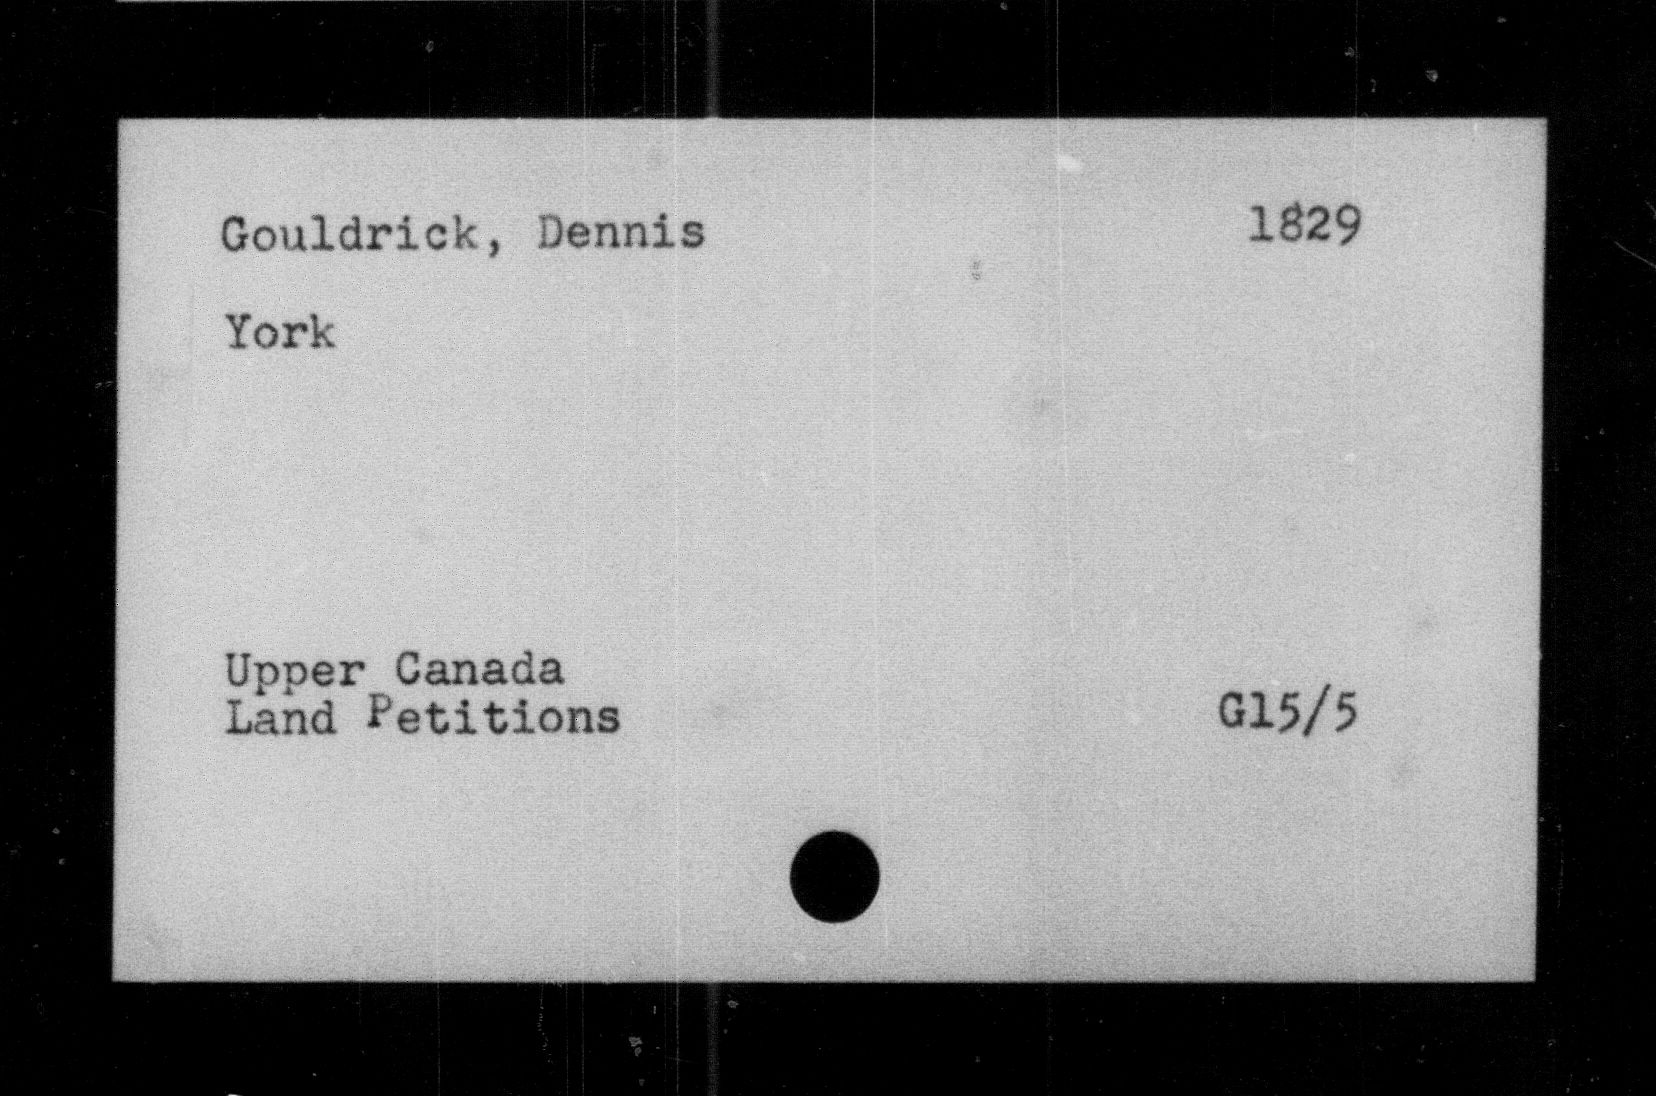 Gouldrick, Dennis 1829
York
Upper Canada
Land Petitions G15/5